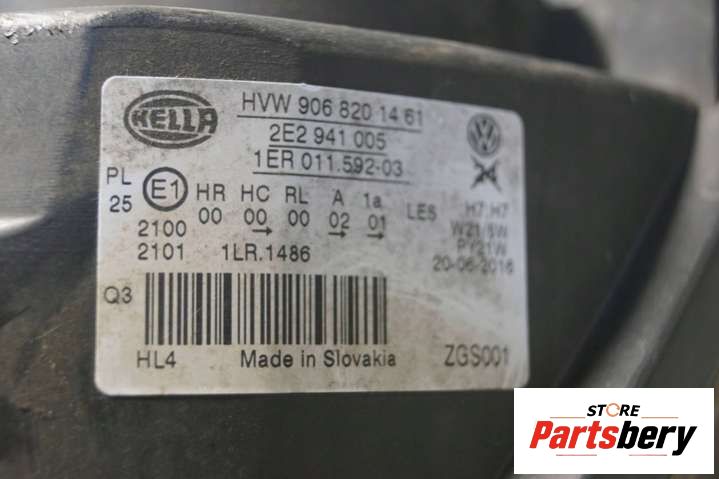 HELLA
HVW 906 820 14 61
2E2 941 005
1ER 011.592-03
PL E1 HR HC RL A 1a LE5 H7 H7
25 00 00 00 02 01 W21/5W
2100 PY21W
2101 1LR.1486 20-06-2016
Q3
HL4 Made in Slovakia ZGS001
STORE
Partsbery